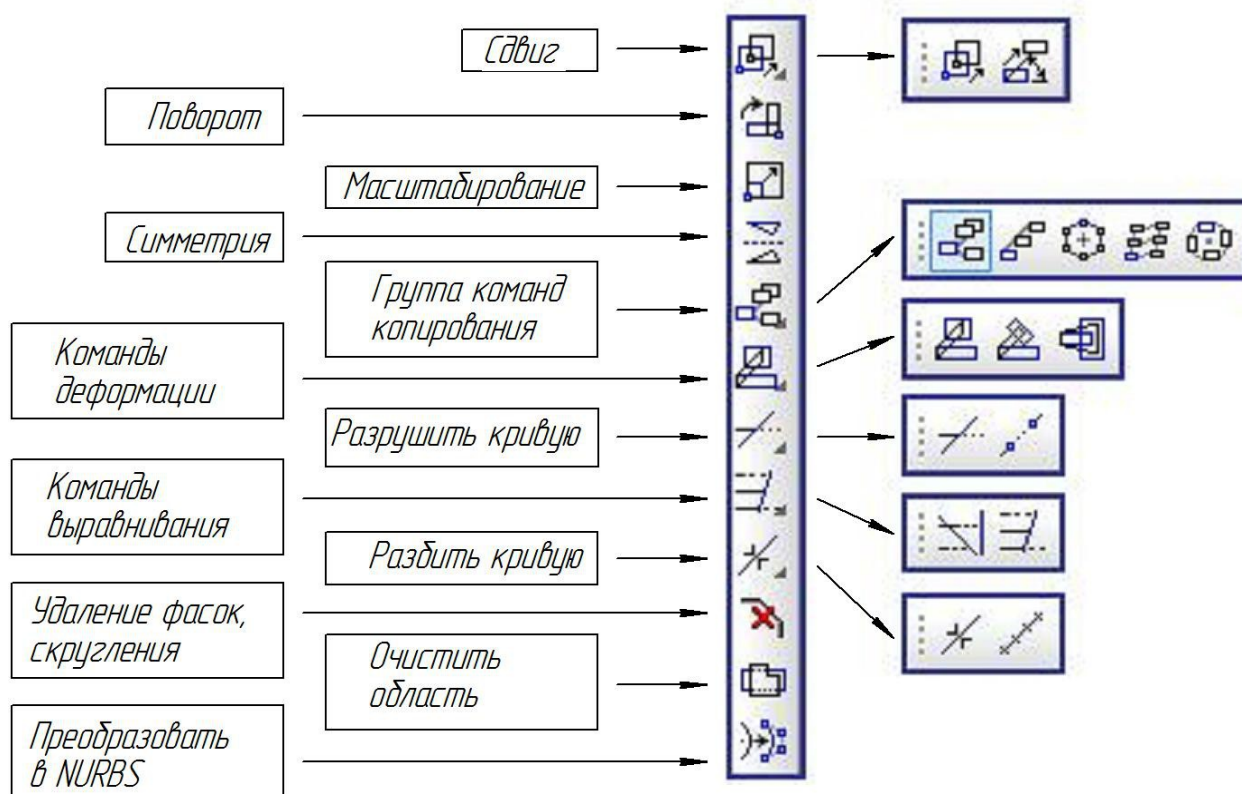 Сдвиг
Поворот
Масштабирование
Симметрия
Группа команд
копирования
Команды
деформации
Разрушить кривую
Команды
выравнивания
Разбить кривую
Удаление фасок,
скругления
Очистить
область
Преобразовать
в NURBS